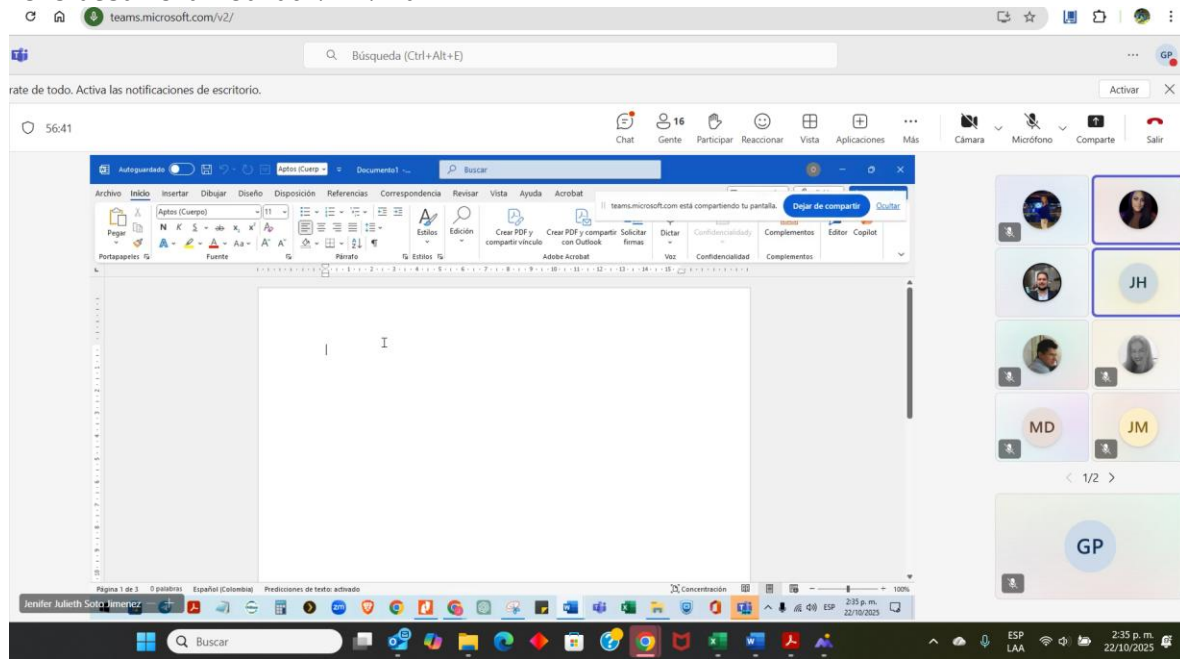 teams.microsoft.com/v2/
Búsqueda (Ctrl+Alt+E)
GP
rate de todo. Activa las notificaciones de escritorio.
Activar
56:41
16
Chat Gente Participar Reaccionar Vista Aplicaciones Más Cámara Micrófono Comparte Salir
Autoguardado Aptos (Cuerp Documento1 -... Buscar
Archivo Inicio Insertar Dibujar Diseño Disposición Referencias Correspondencia Revisar Vista Ayuda Acrobat
teams.microsoft.com está compartiendo tu pantalla. Dejar de compartir Ocultar
Aptos (Cuerpo) 11
Pegar N K S Estilos Edición Crear PDF y compartir vínculo Crear PDF y compartir con Outlook Solicitar firmas Dictar Confidencialidad Complementos Editor Copilot
Portapapeles Fuente Párrafo Estilos Adobe Acrobat Voz Confidencialidad Complementos
JH
MD JM
1/2
GP
Página 1 de 3 0 palabras Español (Colombia) Predicciones de texto: activado Concentración 100%
Jenifer Julieth Soto Jimenez
ESP 2:35 p. m.
22/10/2025
Buscar
ESP 2:35 p. m.
LAA 22/10/2025